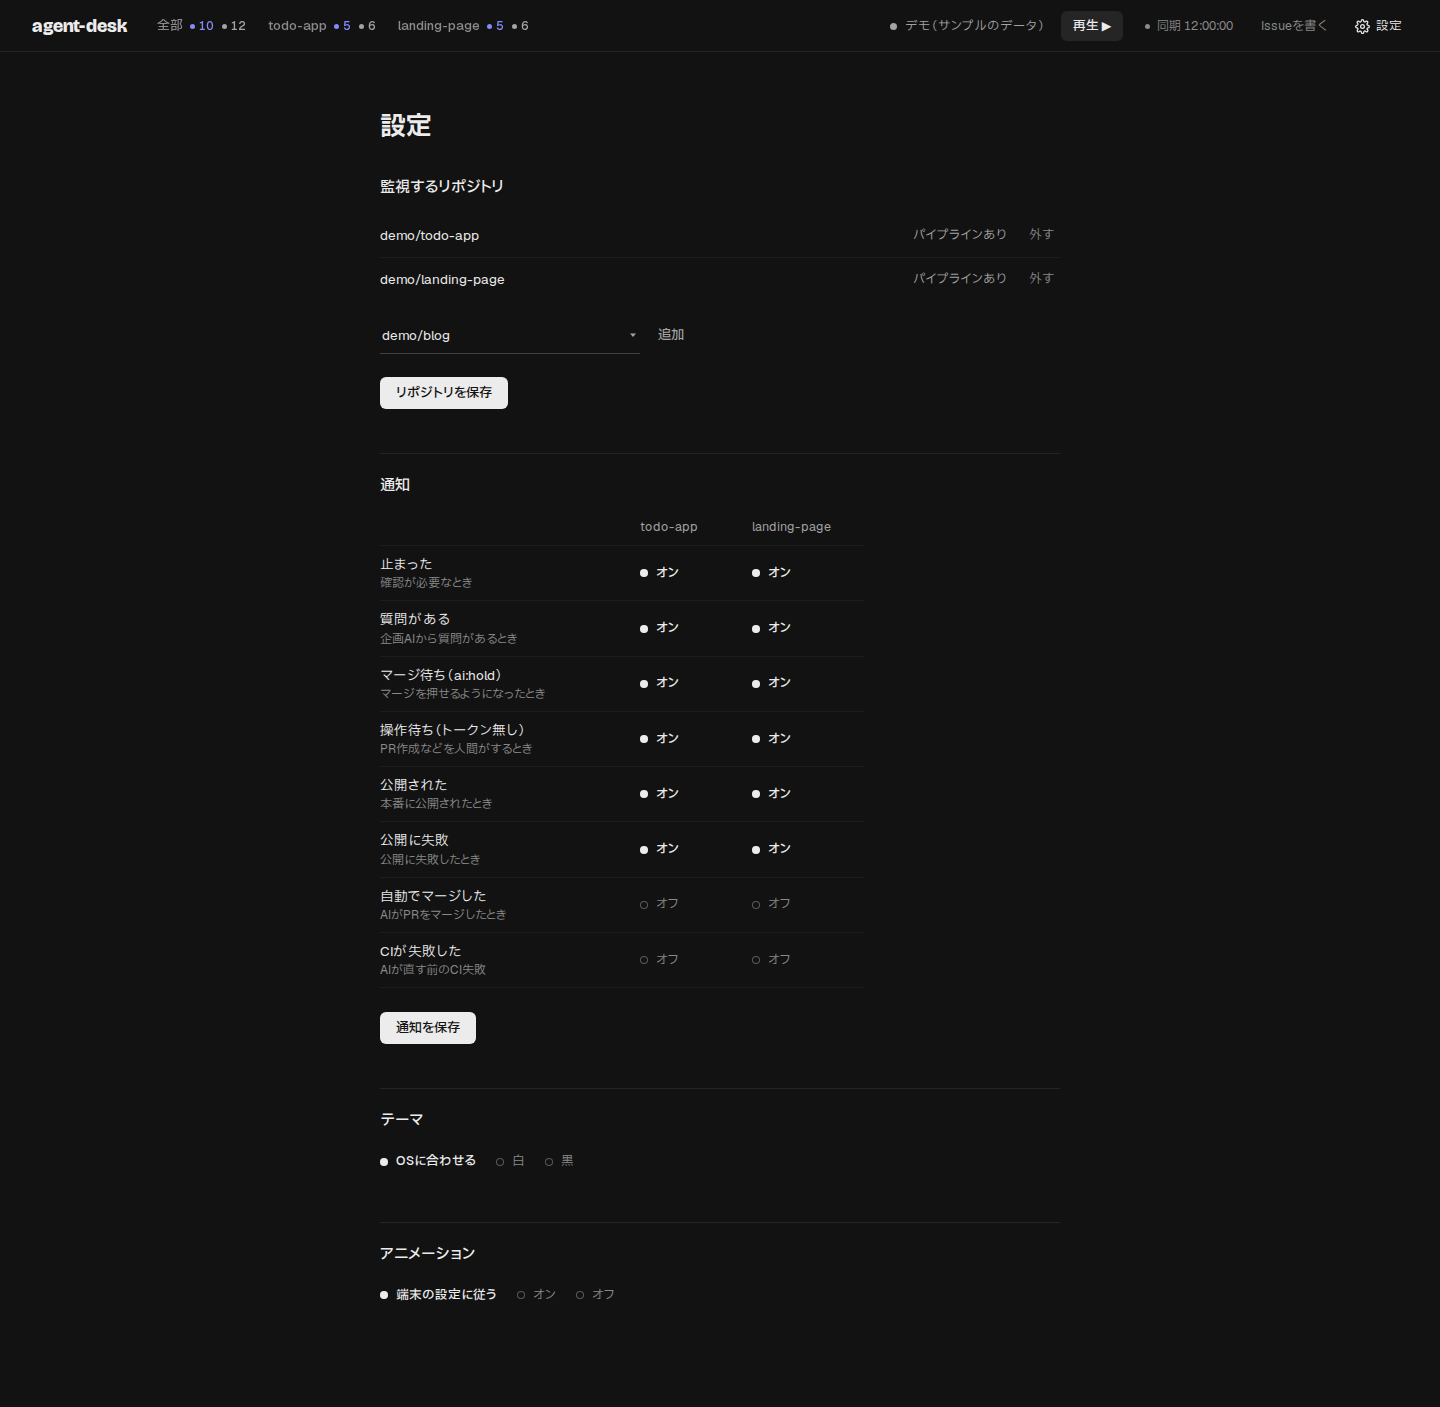 agent-desk 全部 10 12 todo-app 5 6 landing-page 5 6 デモ（サンプルのデータ） 再生 ▶ 同期 12:00:00 Issueを書く 設定
設定
監視するリポジトリ
demo/todo-app パイプラインあり 外す
demo/landing-page パイプラインあり 外す
demo/blog 追加
リポジトリを保存
通知
todo-app landing-page
止まった
確認が必要なとき
オン オン
質問がある
企画AIから質問があるとき
オン オン
マージ待ち（ai:hold）
マージを押せるようになったとき
オン オン
操作待ち（トークン無し）
PR作成などを人間がするとき
オン オン
公開された
本番に公開されたとき
オン オン
公開に失敗
公開に失敗したとき
オン オン
自動でマージした
AIがPRをマージしたとき
オフ オフ
CIが失敗した
AIが直す前のCI失敗
オフ オフ
通知を保存
テーマ
OSに合わせる 白 黒
アニメーション
端末の設定に従う オン オフ